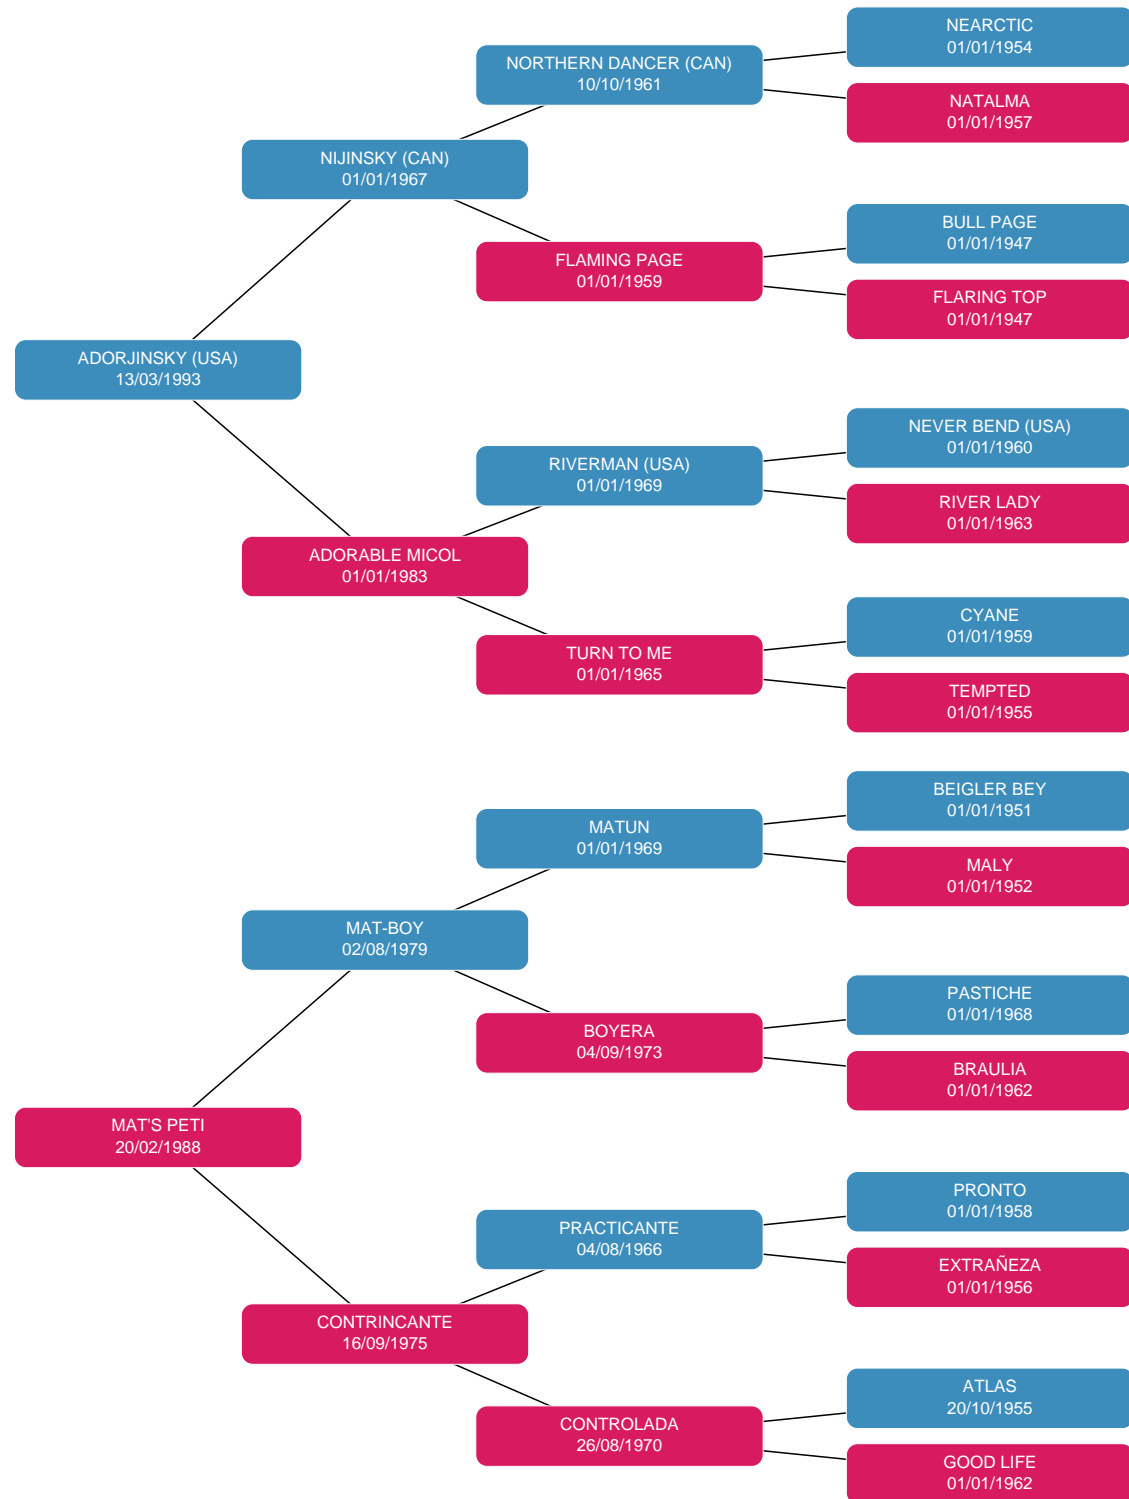 NEARCTIC
01/01/1954
NORTHERN DANCER (CAN)
10/10/1961
NATALMA
01/01/1957
NIJINSKY (CAN)
01/01/1967
BULL PAGE
01/01/1947
FLAMING PAGE
01/01/1959
FLARING TOP
01/01/1947
ADORJINSKY (USA)
13/03/1993
NEVER BEND (USA)
01/01/1960
RIVERMAN (USA)
01/01/1969
RIVER LADY
01/01/1963
ADORABLE MICOL
01/01/1983
CYANE
01/01/1959
TURN TO ME
01/01/1965
TEMPTED
01/01/1955
BEIGLER BEY
01/01/1951
MATUN
01/01/1969
MALY
01/01/1952
MAT-BOY
02/08/1979
PASTICHE
01/01/1968
BOYERA
04/09/1973
BRAULIA
01/01/1962
MAT'S PETI
20/02/1988
PRONTO
01/01/1958
PRACTICANTE
04/08/1966
EXTRAÑEZA
01/01/1956
CONTRINCANTE
16/09/1975
ATLAS
20/10/1955
CONTROLADA
26/08/1970
GOOD LIFE
01/01/1962